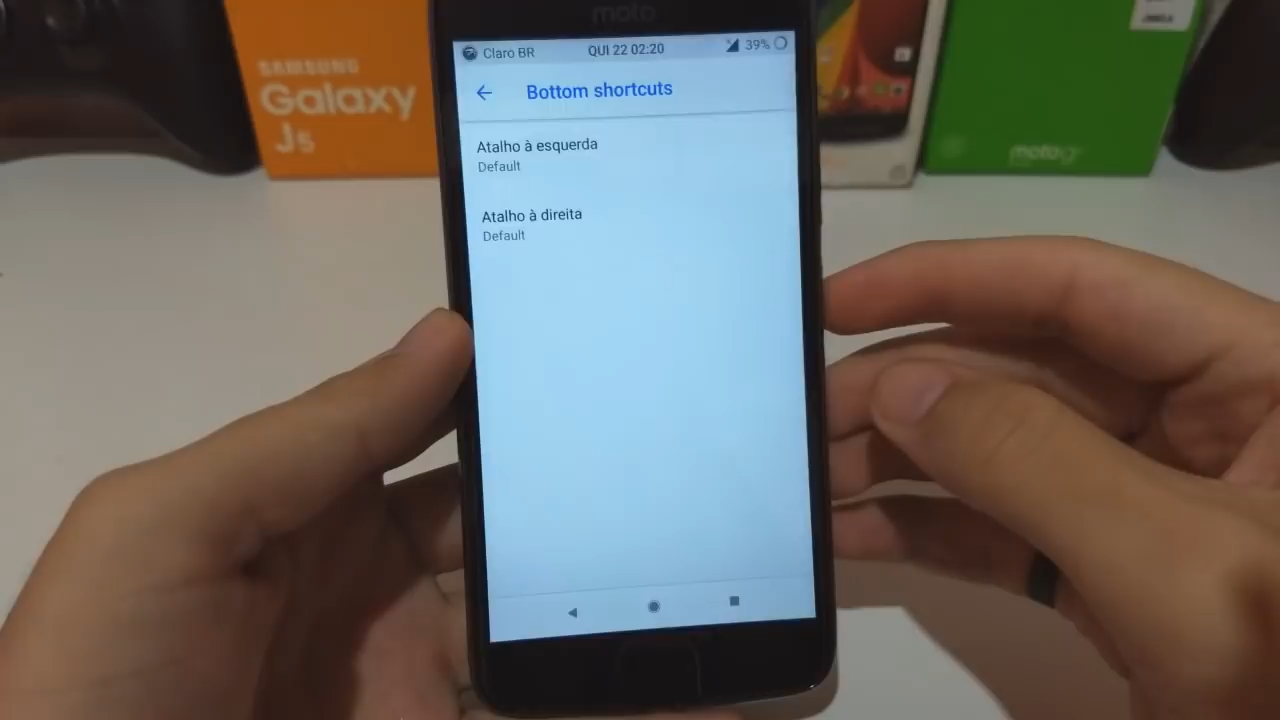 moto
Claro BR QUI 22 02:20 39%
Bottom shortcuts
Atalho à esquerda
Default
Atalho à direita
Default
SAMSUNG
Galaxy
J5
moto g